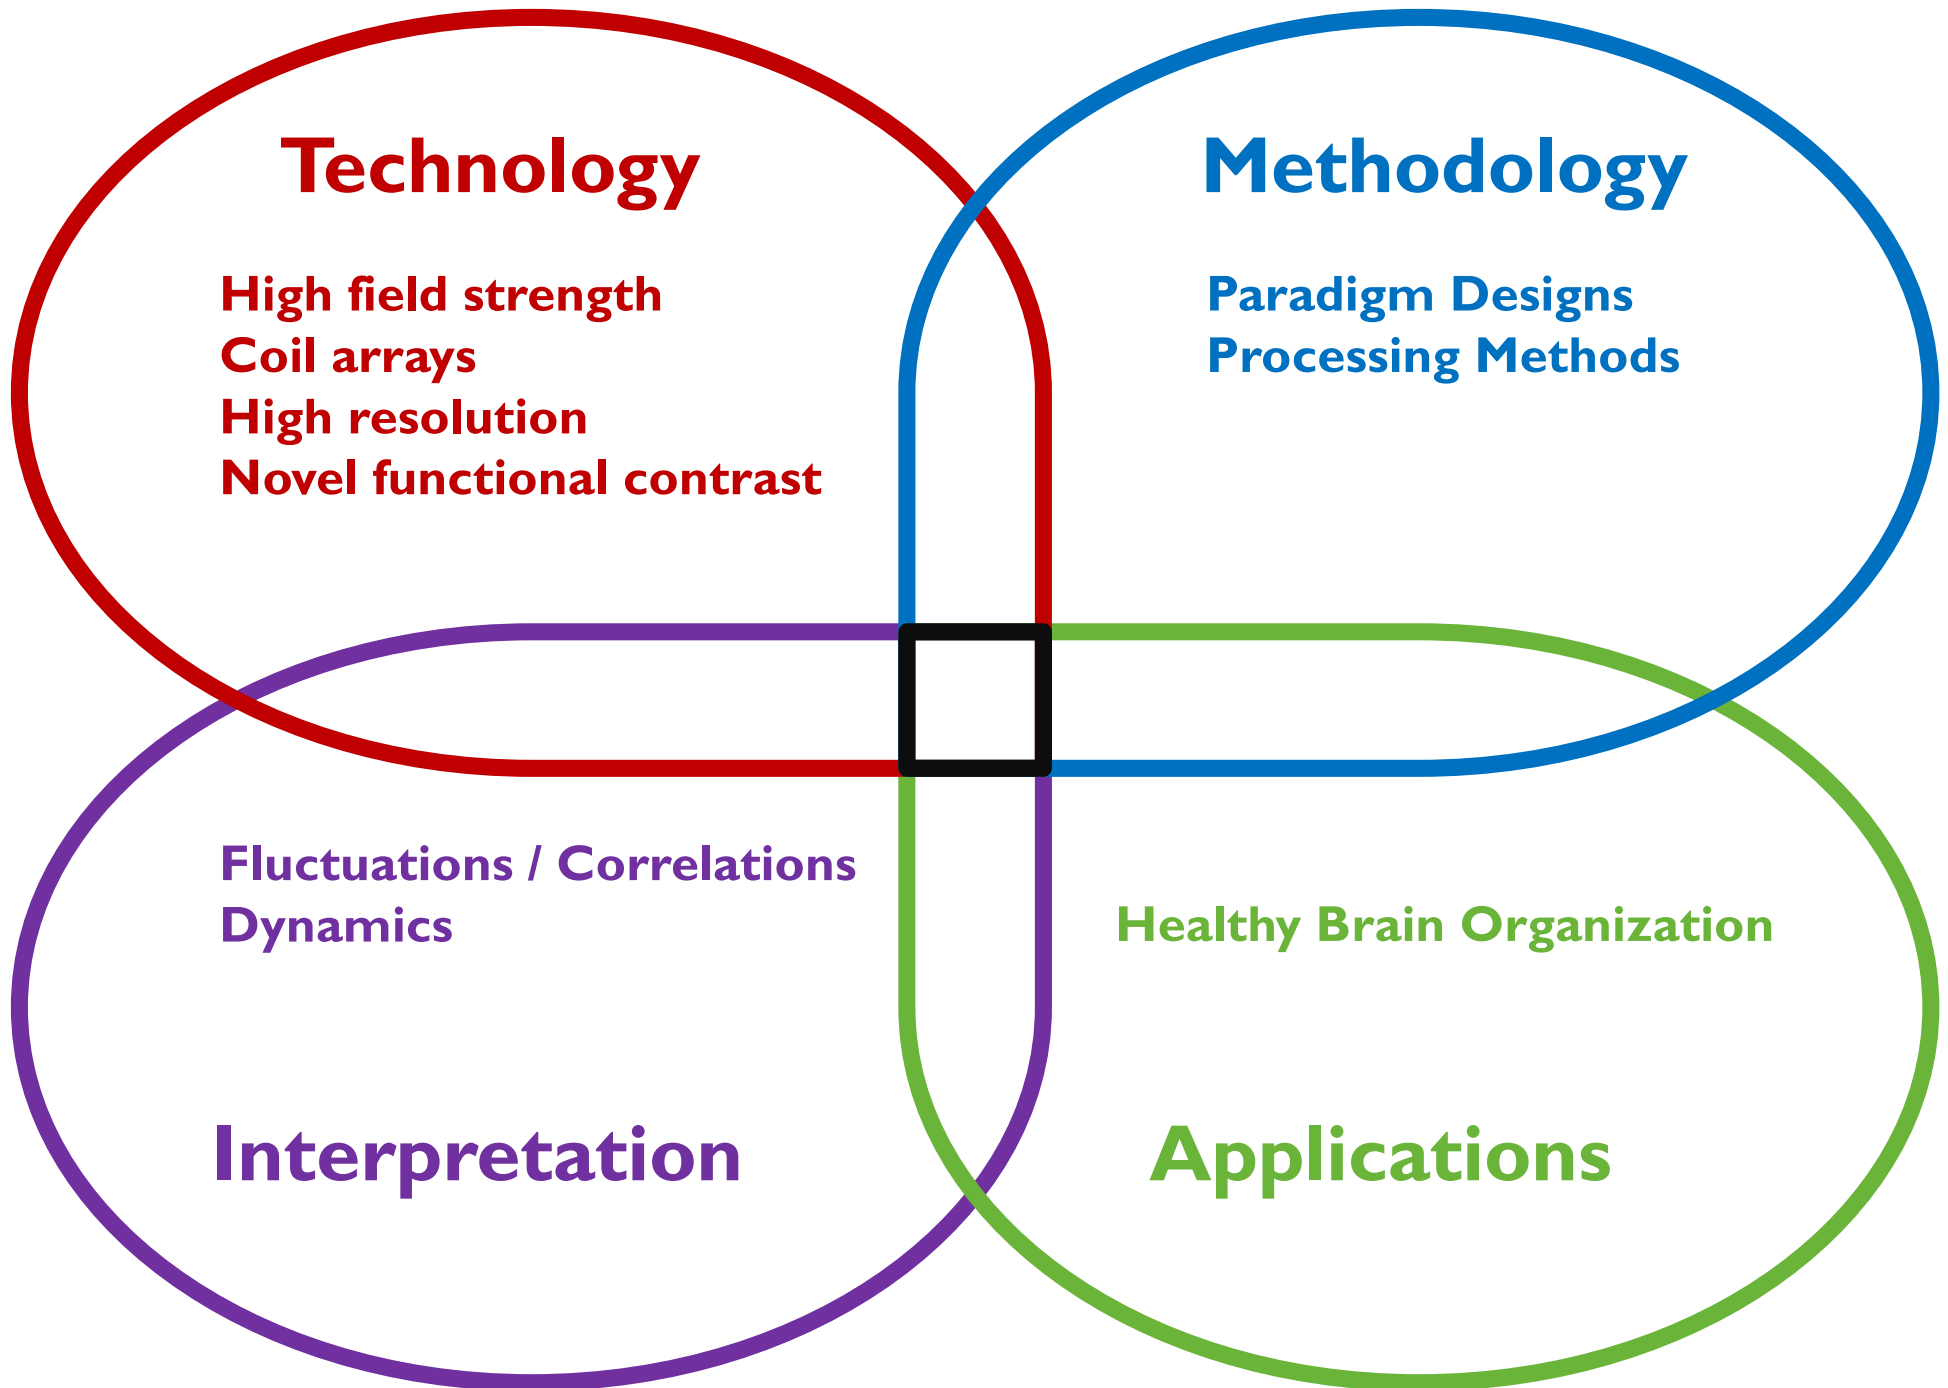 Technology
High field strength
Coil arrays
High resolution
Novel functional contrast
Methodology
Paradigm Designs
Processing Methods
Fluctuations / Correlations
Dynamics
Interpretation
Healthy Brain Organization
Applications